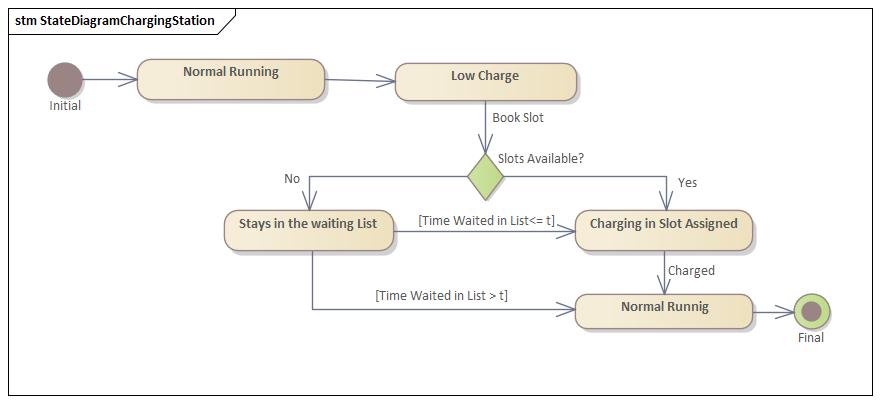 stm StateDiagramChargingStation
Normal Running
Low Charge
Initial
Book Slot
Slots Available?
No
Yes
Stays in the waiting List
[Time Waited in List<= t]
Charging in Slot Assigned
Charged
[Time Waited in List > t]
Normal Runnig
Final